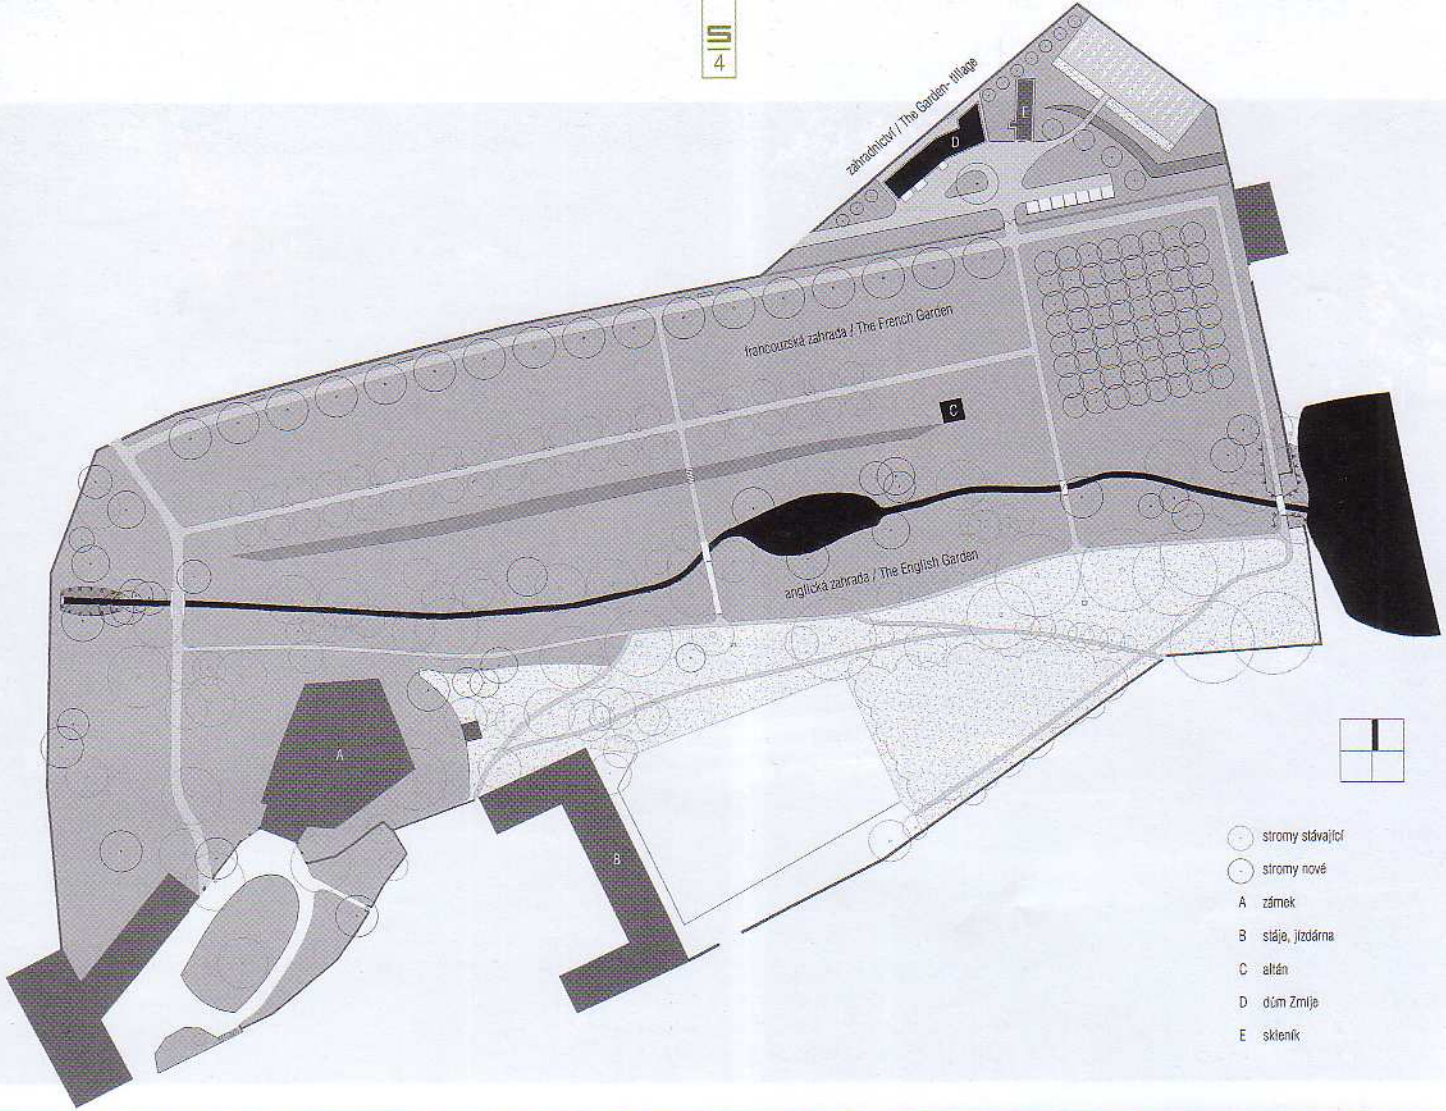 S
4
zahradnictví / The Garden- tillage
E
D
francouzská zahrada / The French Garden
C
anglická zahrada / The English Garden
A
B
stromy stávající
stromy nové
A zámek
B stáje, jízdárna
C altán
D dům Zmije
E skleník